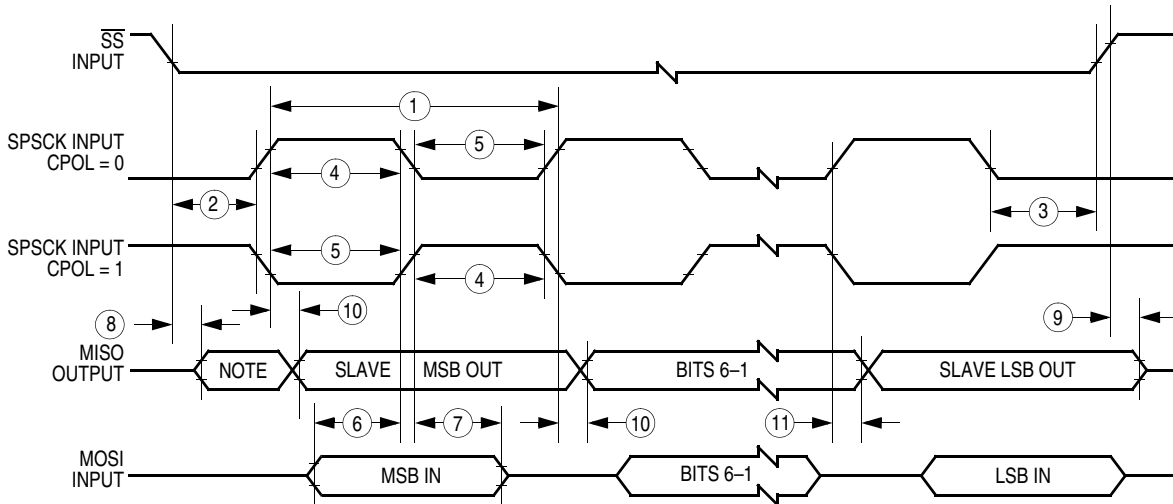 SS
INPUT
1
SPSCK INPUT
CPOL = 0
5
4
2
3
SPSCK INPUT
CPOL = 1
5
4
8
10
9
MISO
OUTPUT
NOTE
SLAVE MSB OUT
BITS 6–1
SLAVE LSB OUT
6
7
10
11
MOSI
INPUT
MSB IN
BITS 6–1
LSB IN